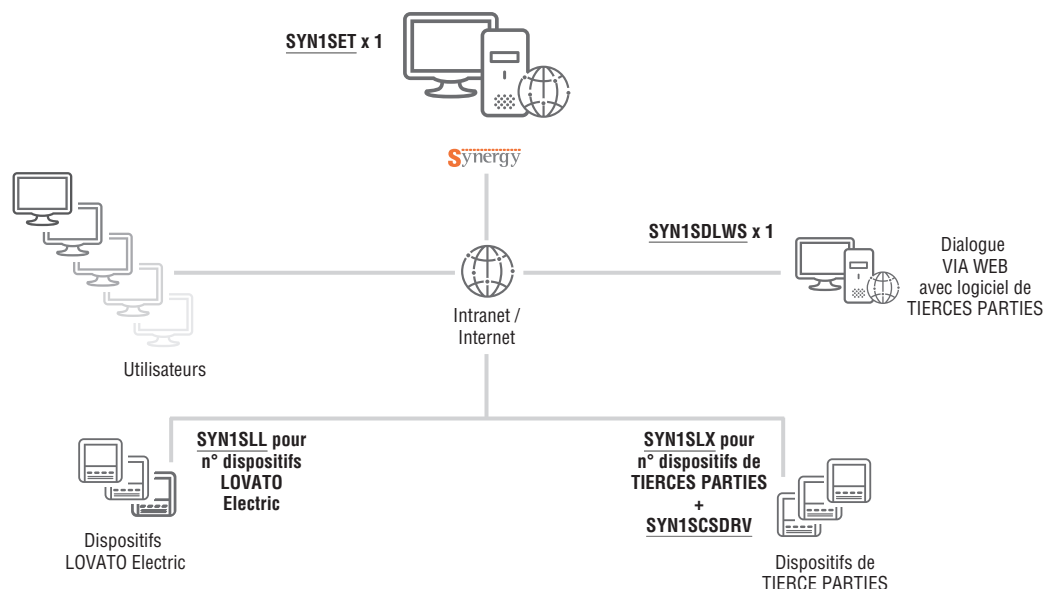 SYN1SET x 1
Synergy
SYN1SDLWS x 1
Dialogue
VIA WEB
avec logiciel de
TIERCES PARTIES
Intranet /
Internet
Utilisateurs
SYN1SLL pour
n° dispositifs
LOVATO
Electric
SYN1SLX pour
n° dispositifs de
TIERCES PARTIES
+
SYN1SCSDRV
Dispositifs
LOVATO Electric
Dispositifs de
TIERCE PARTIES